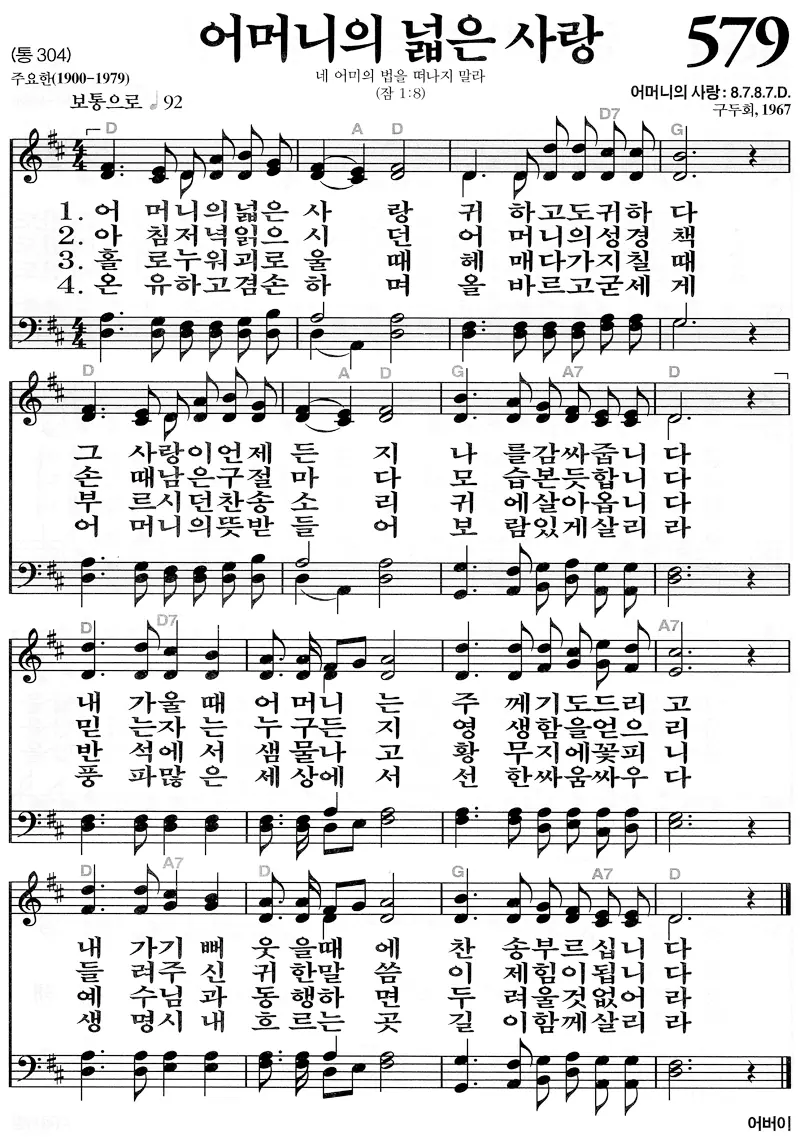 어머니의 넓은 사랑 579
(통 304)
주요한(1900-1979) 네 어미의 법을 떠나지 말라
(잠 1:8)
보통으로 ♩ 92 어머니의 사랑 : 8.7.8.7.D.
구두회, 1967
D A D D7 G
1. 어 머니의넓은 사 랑 귀 하고도귀하 다
2. 아 침저녁읽으 시 던 어 머니의성경 책
3. 홀 로누워괴로 울 때 헤 매다가지칠 때
4. 온 유하고겸손 하 며 올 바르고굳세 게
D A D G A7 D
그 사랑이언제 든 지 나 를감싸줍니 다
손 때남은구절 마 다 모 습본듯합니 다
부 르시던찬송 소 리 귀 에살아옵니 다
어 머니의뜻받 들 어 보 람있게살리 라
D D7 A7
내 가울때 어머니 는 주 께기도드리 고
믿 는자는 누구든 지 영 생함을얻으 리
반 석에서 샘물나 고 황 무지에꽃피 니
풍 파많은 세상에 서 선 한싸움싸우 다
D A7 D G A7 D
내 가기뻐 웃을때 에 찬 송부르십니 다
들 려주신 귀한말 씀 이 제힘이됩니 다
예 수님과 동행하 면 두 려울것없어 라
생 명시내 흐르는 곳 길 이함께살리 라
어버이